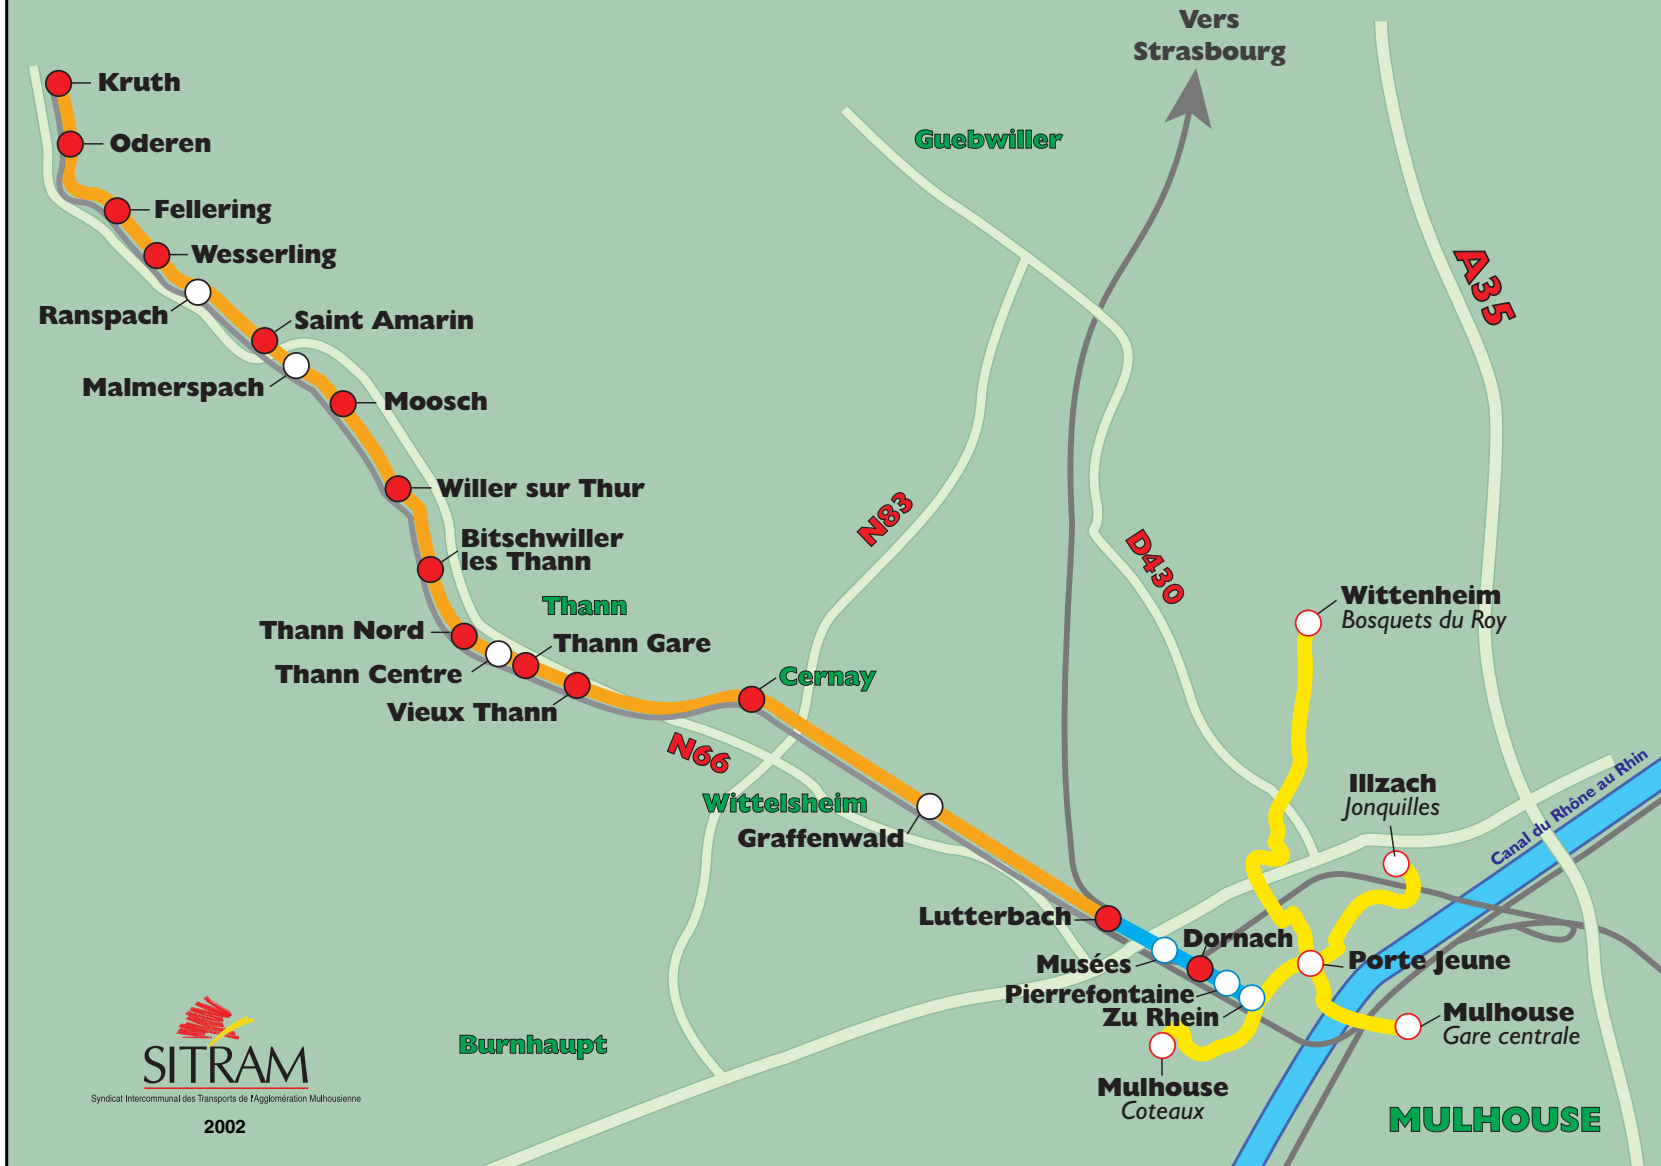 Vers
Strasbourg
Kruth
Oderen
Guebwiller
Fellering
Wesserling
A35
Ranspach
Saint Amarin
Malmerspach
Moosch
Willer sur Thur
N83
Bitschwiller
les Thann
D430
Thann
Wittenheim
Bosquets du Roy
Thann Nord
Thann Gare
Thann Centre
Cernay
Vieux Thann
N66
Illzach
Jonquilles
Canal du Rhône au Rhin
Wittelsheim
Graffenwald
Lutterbach
Dornach
Musées
Porte Jeune
Pierrefontaine
Zu Rhein
Mulhouse
Gare centrale
Burnhaupt
Mulhouse
Coteaux
MULHOUSE
SITRAM
Syndicat Intercommunal des Transports de l'Agglomération Mulhousienne
2002